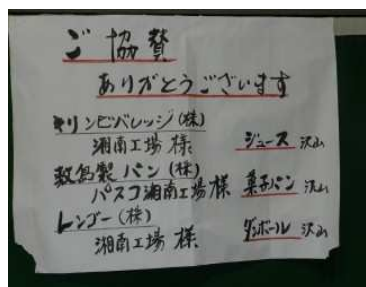 ご協賛
ありがとうございます
キリンビバレッジ(株)
湘南工場様 ジュース 沢山
敷島製パン(株)
パスコ湘南工場様 菓子パン 沢山
レンゴー(株)
湘南工場様 ダンボール 沢山